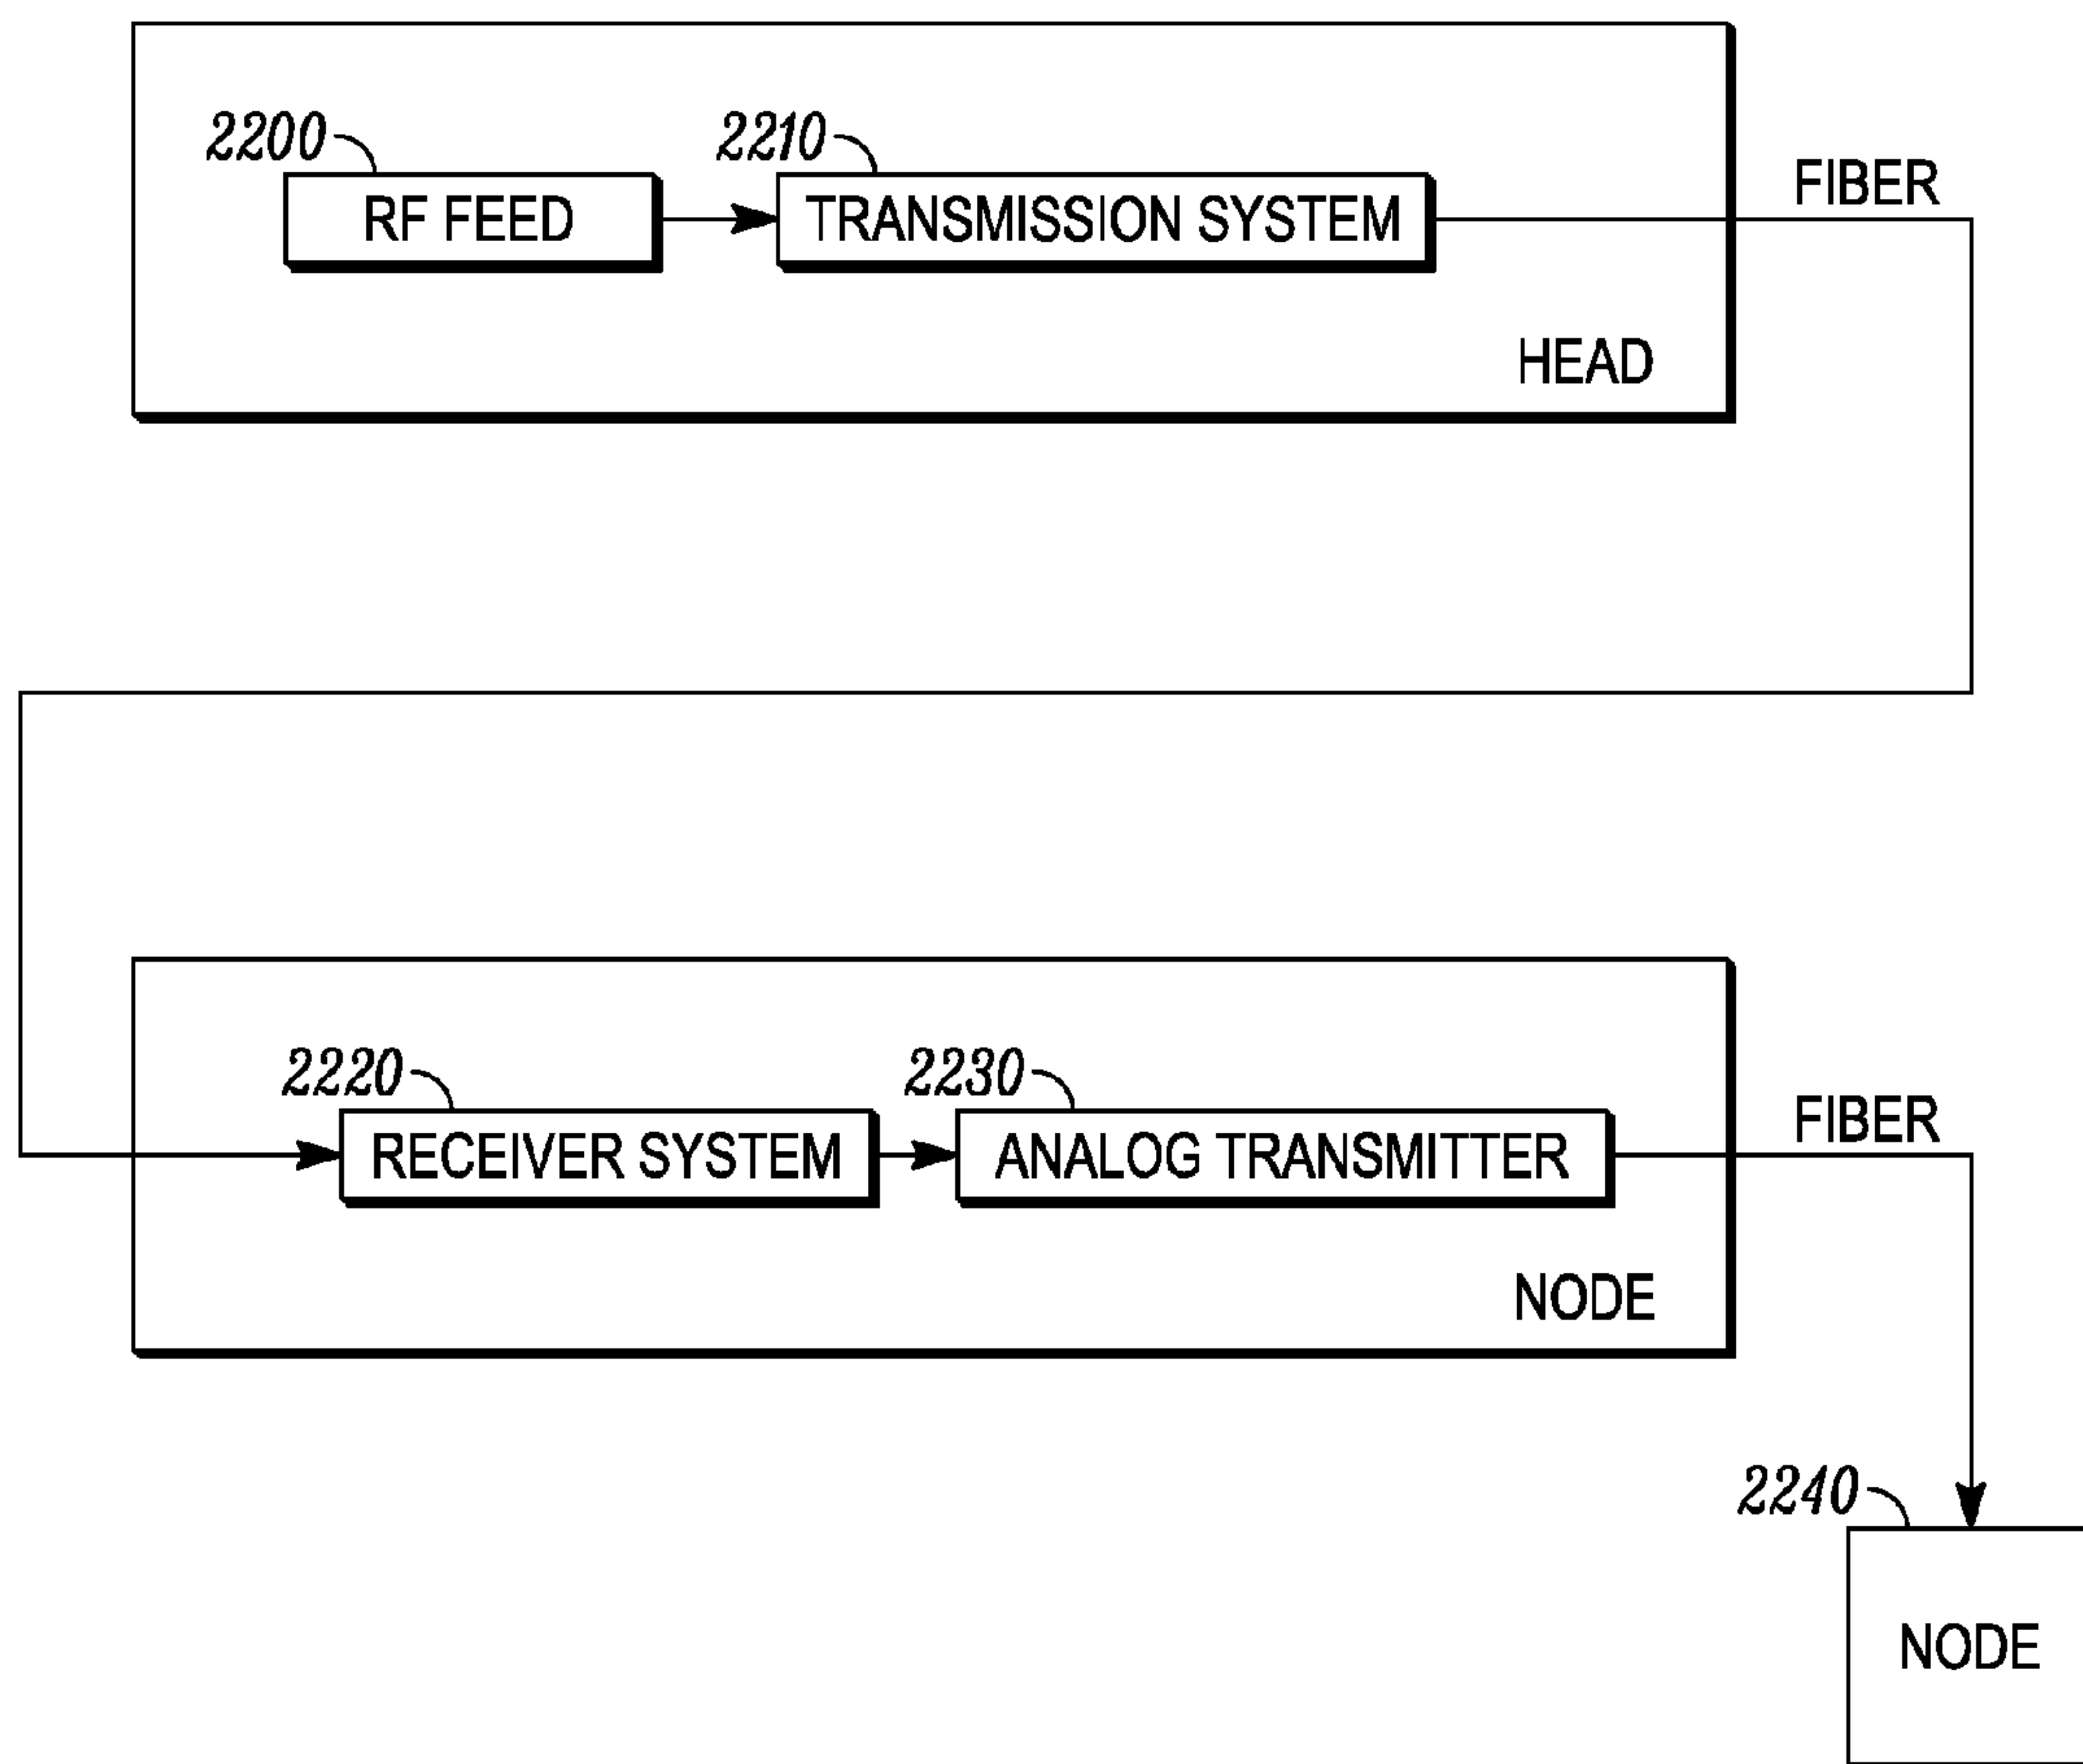 2200
2210
RF FEED
TRANSMISSION SYSTEM
FIBER
HEAD
2220
2230
RECEIVER SYSTEM
ANALOG TRANSMITTER
FIBER
NODE
2240
NODE